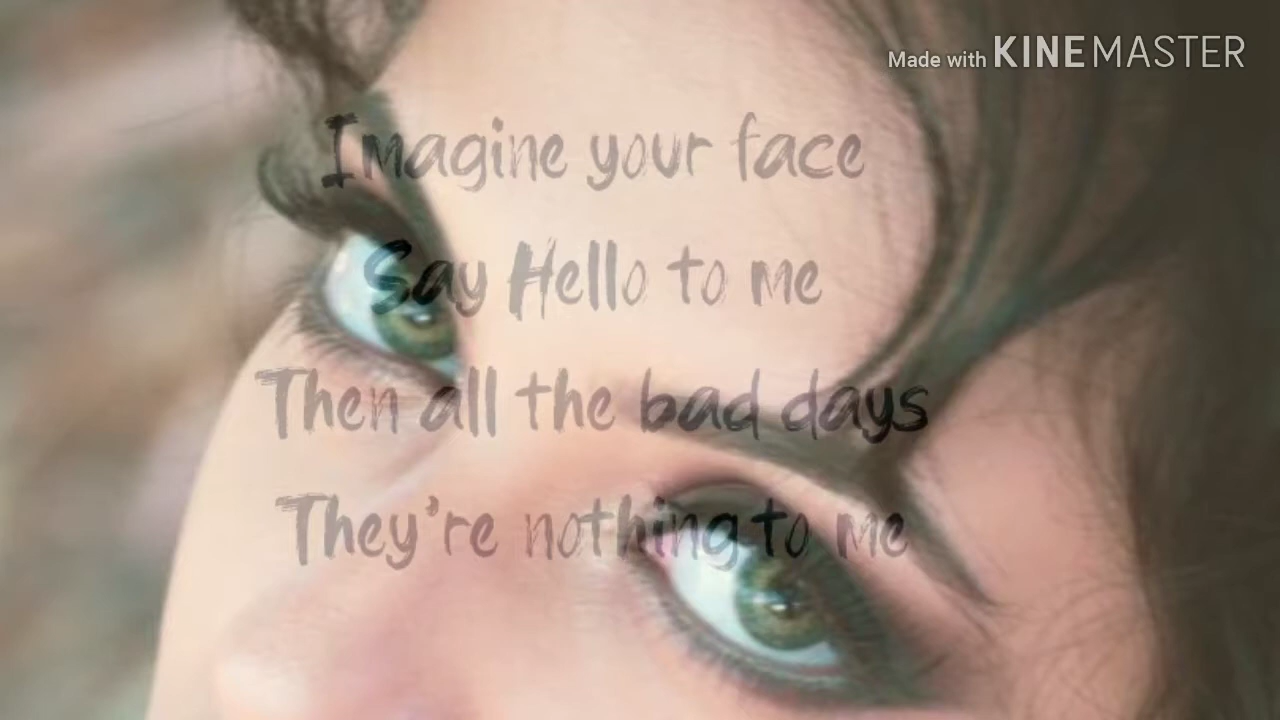 Made with KINEMASTER
Imagine your face
Say Hello to me
Then all the bad days
They're nothing to me